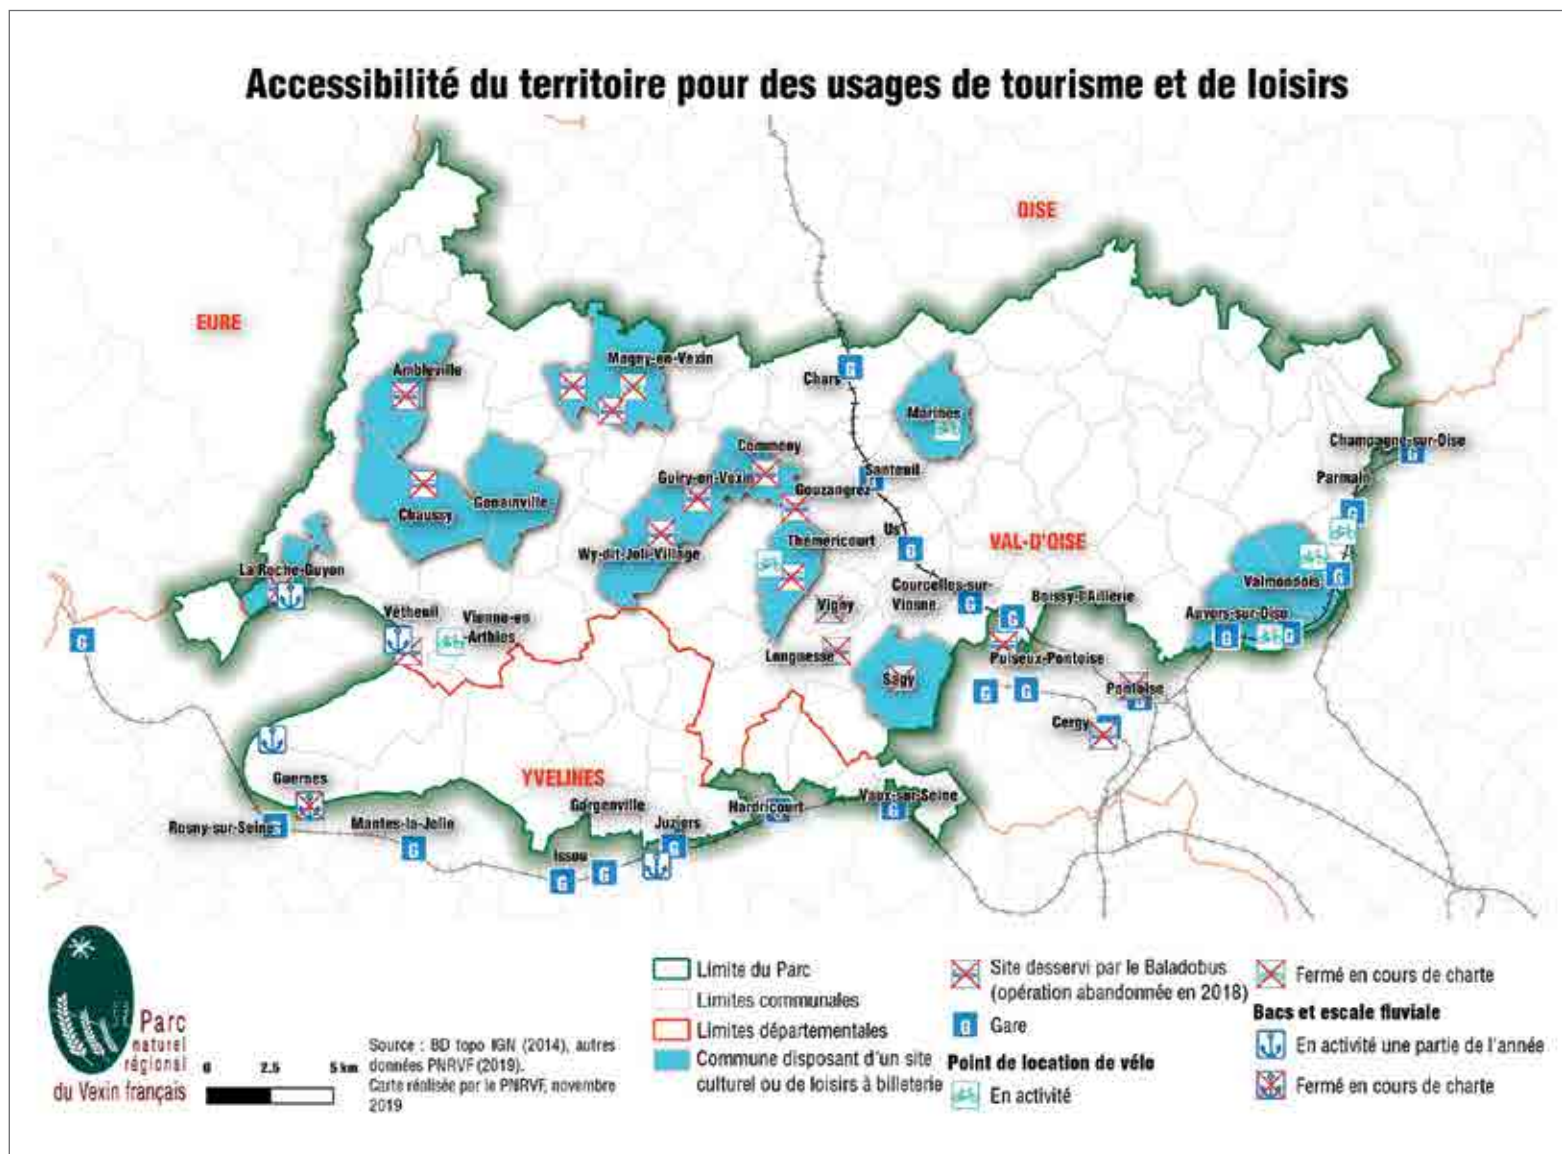 Accessibilité du territoire pour des usages de tourisme et de loisirs
OISE
EURE
Ambleville
Magny-en-Vexin
Chars
Marines
Champagne-sur-Oise
Commeny
Santeuil
Parmain
Guiry-en-Vexin
Gouzangrez
Chaussy
Genainville
Us
VAL-D'OISE
Wy-dit-Joli-Village
Théméricourt
La Roche-Guyon
Valmondois
Courcelles-sur-
Viosne
Boissy-l'Aillerie
Vétheuil
Vienne-en
-Arthies
Vigny
Auvers-sur-Oise
Longuesse
Puiseux-Pontoise
Sagy
Pontoise
Cergy
YVELINES
Guernes
Gargenville
Hardricourt
Vaux-sur-Seine
Rosny-sur-Seine
Mantes-la-Jolie
Juziers
Issou
Parc
naturel
régional
du Vexin français
0 2.5 5 km
Source : BD topo IGN (2014), autres
données PNRVF (2019).
Carte réalisée par le PNRVF, novembre
2019
Limite du Parc
Limites communales
Limites départementales
Commune disposant d'un site
culturel ou de loisirs à billeterie
Site desservi par le Baladobus
(opération abandonnée en 2018)
G Gare
Point de location de vélo
En activité
Fermé en cours de charte
Bacs et escale fluviale
En activité une partie de l'année
Fermé en cours de charte